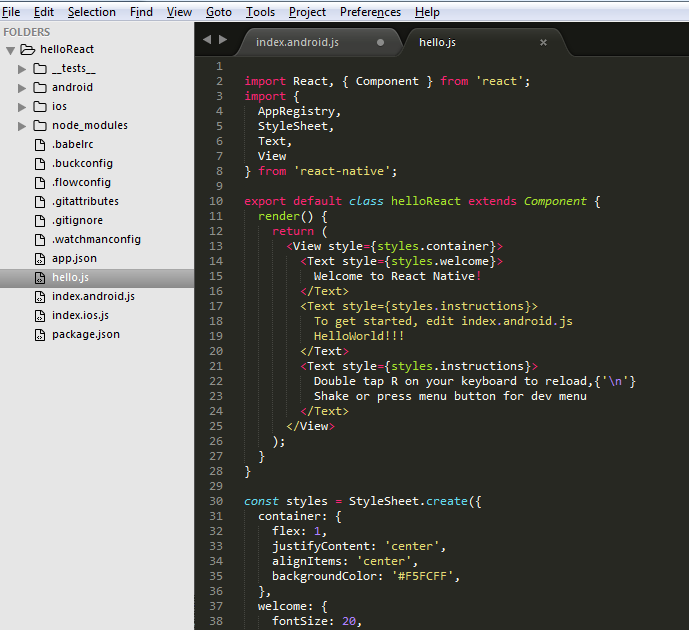 File Edit Selection Find View Goto Tools Project Preferences Help
FOLDERS
helloReact
__tests__
android
ios
node_modules
.babelrc
.buckconfig
.flowconfig
.gitattributes
.gitignore
.watchmanconfig
app.json
hello.js
index.android.js
index.ios.js
package.json
index.android.js hello.js
1
2 import React, { Component } from 'react';
3 import {
4   AppRegistry,
5   StyleSheet,
6   Text,
7   View
8 } from 'react-native';
9
10 export default class helloReact extends Component {
11   render() {
12     return (
13       <View style={styles.container}>
14         <Text style={styles.welcome}>
15           Welcome to React Native!
16         </Text>
17         <Text style={styles.instructions}>
18           To get started, edit index.android.js
19           HelloWorld!!!
20         </Text>
21         <Text style={styles.instructions}>
22           Double tap R on your keyboard to reload,{'\n'}
23           Shake or press menu button for dev menu
24         </Text>
25       </View>
26     );
27   }
28 }
29
30 const styles = StyleSheet.create({
31   container: {
32     flex: 1,
33     justifyContent: 'center',
34     alignItems: 'center',
35     backgroundColor: '#F5FCFF',
36   },
37   welcome: {
38     fontSize: 20,